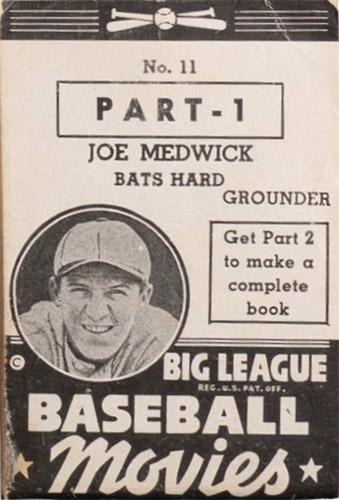 No. 11
PART-1
JOE MEDWICK
BATS HARD
GROUNDER
Get Part 2
to make a
complete
book
©
BIG LEAGUE
REG. U.S. PAT. OFF.
BASEBALL
Movies